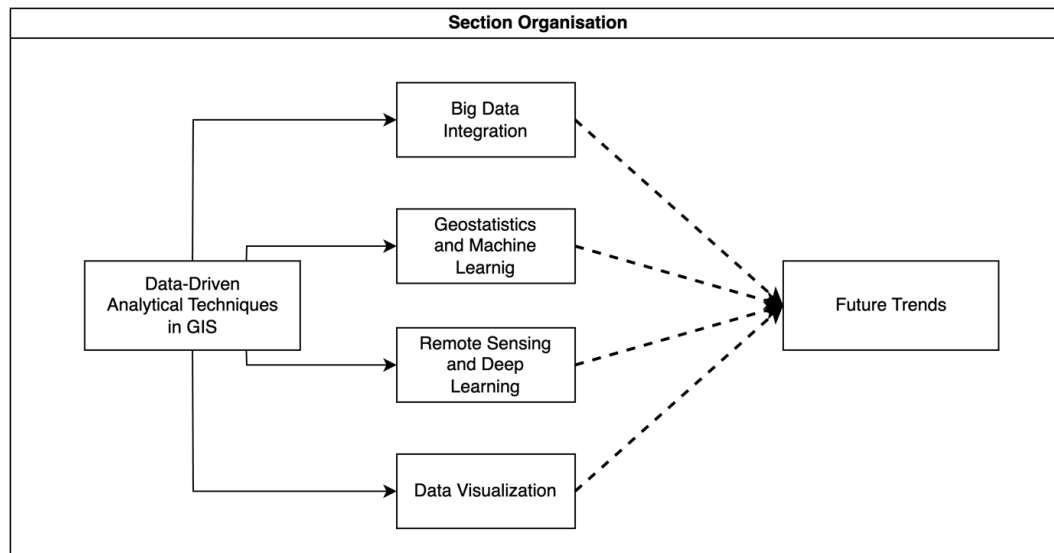 Section Organisation
Big Data
Integration
Geostatistics
and Machine
Learnig
Data-Driven
Analytical Techniques
in GIS
Future Trends
Remote Sensing
and Deep
Learning
Data Visualization